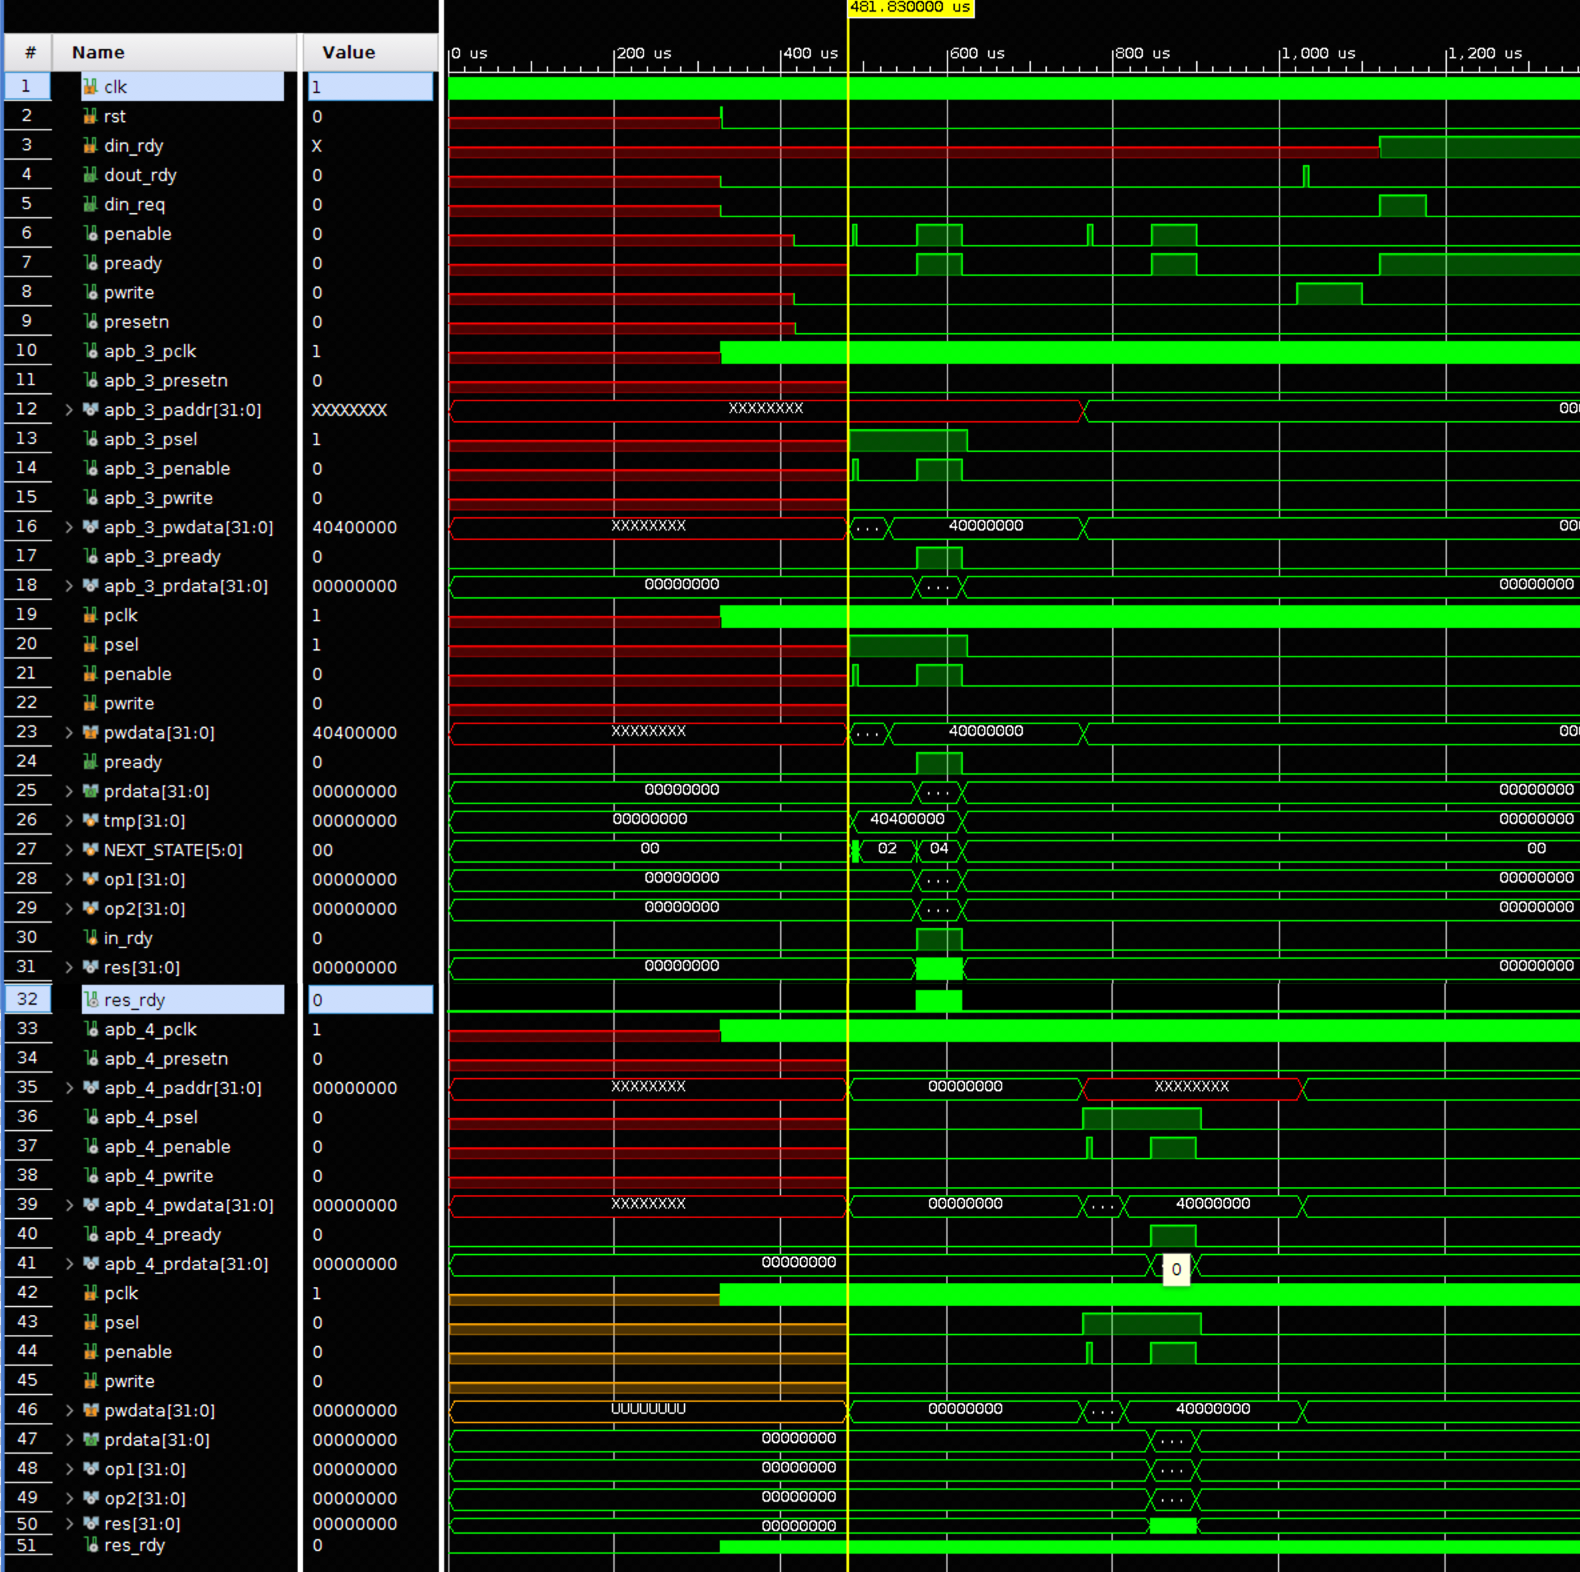 481.830000 us
# Name Value 0 us 200 us 400 us 600 us 800 us 1,000 us 1,200 us
1 clk 1
2 rst 0
3 din_rdy X
4 dout_rdy 0
5 din_req 0
6 penable 0
7 pready 0
8 pwrite 0
9 presetn 0
10 apb_3_pclk 1
11 apb_3_presetn 0
12 apb_3_paddr[31:0] XXXXXXXX XXXXXXXX 00
13 apb_3_psel 1
14 apb_3_penable 0
15 apb_3_pwrite 0
16 apb_3_pwdata[31:0] 40400000 XXXXXXXX ... 40000000 00
17 apb_3_pready 0
18 apb_3_prdata[31:0] 00000000 00000000 ... 00000000
19 pclk 1
20 psel 1
21 penable 0
22 pwrite 0
23 pwdata[31:0] 40400000 XXXXXXXX ... 40000000 00
24 pready 0
25 prdata[31:0] 00000000 00000000 ... 00000000
26 tmp[31:0] 00000000 00000000 40400000 00000000
27 NEXT_STATE[5:0] 00 00 02 04 00
28 op1[31:0] 00000000 00000000 ... 00000000
29 op2[31:0] 00000000 00000000 ... 00000000
30 in_rdy 0
31 res[31:0] 00000000 00000000 00000000
32 res_rdy 0
33 apb_4_pclk 1
34 apb_4_presetn 0
35 apb_4_paddr[31:0] 00000000 XXXXXXXX 00000000 XXXXXXXX
36 apb_4_psel 0
37 apb_4_penable 0
38 apb_4_pwrite 0
39 apb_4_pwdata[31:0] 00000000 XXXXXXXX 00000000 ... 40000000
40 apb_4_pready 0
41 apb_4_prdata[31:0] 00000000 00000000 0
42 pclk 1
43 psel 0
44 penable 0
45 pwrite 0
46 pwdata[31:0] 00000000 UUUUUUUU 00000000 ... 40000000
47 prdata[31:0] 00000000 00000000 ...
48 op1[31:0] 00000000 00000000 ...
49 op2[31:0] 00000000 00000000 ...
50 res[31:0] 00000000 00000000
51 res_rdy 0